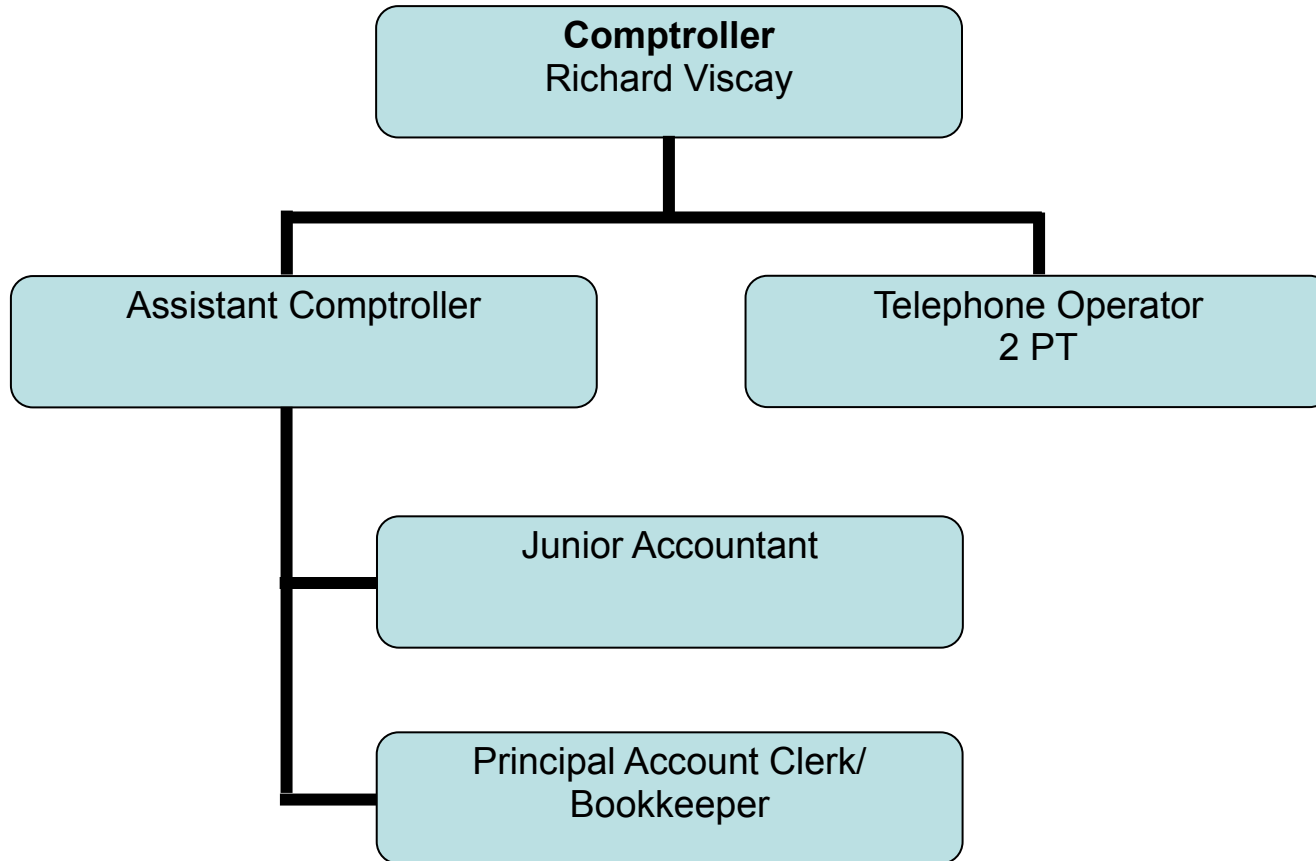 Comptroller
Richard Viscay
Assistant Comptroller
Telephone Operator
2 PT
Junior Accountant
Principal Account Clerk/
Bookkeeper